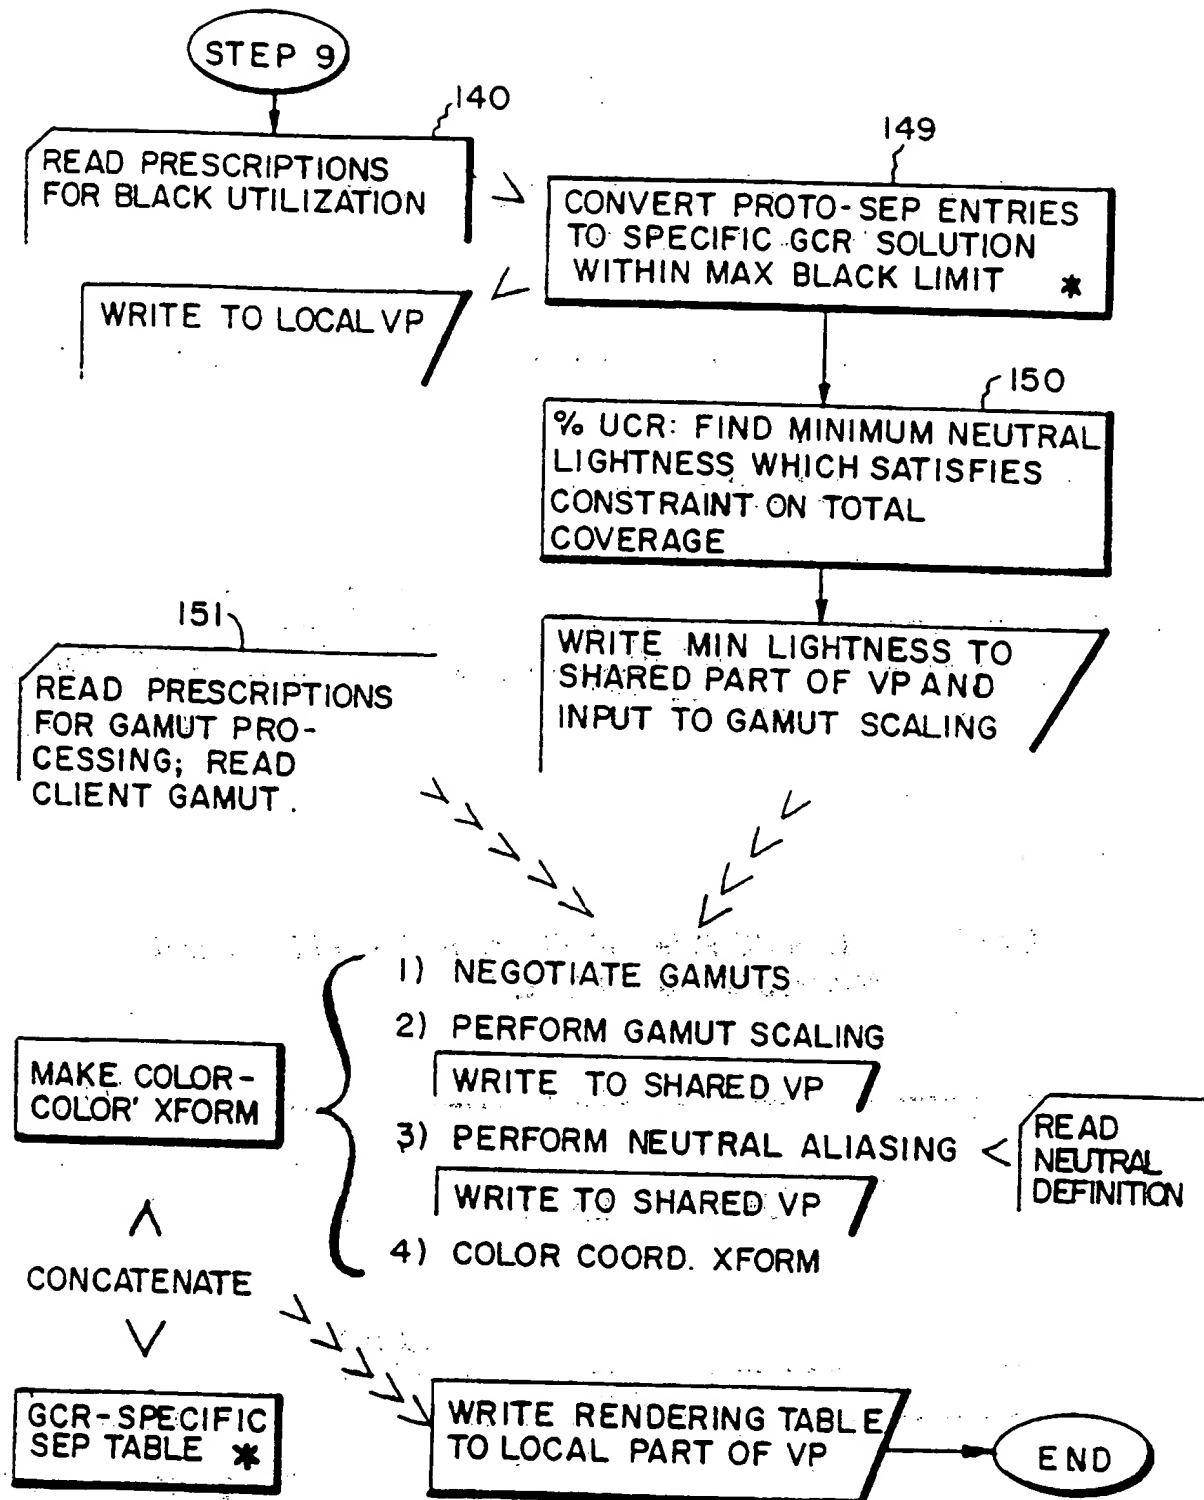 STEP 9
140
READ PRESCRIPTIONS
FOR BLACK UTILIZATION
149
CONVERT PROTO-SEP ENTRIES
TO SPECIFIC GCR SOLUTION
WITHIN MAX BLACK LIMIT *
WRITE TO LOCAL VP
150
% UCR: FIND MINIMUM NEUTRAL
LIGHTNESS WHICH SATISFIES
CONSTRAINT ON TOTAL
COVERAGE
151
READ PRESCRIPTIONS
FOR GAMUT PRO-
CESSING; READ
CLIENT GAMUT.
WRITE MIN LIGHTNESS TO
SHARED PART OF VP AND
INPUT TO GAMUT SCALING
MAKE COLOR-
COLOR' XFORM
1) NEGOTIATE GAMUTS
2) PERFORM GAMUT SCALING
WRITE TO SHARED VP
3) PERFORM NEUTRAL ALIASING
READ
NEUTRAL
DEFINITION
WRITE TO SHARED VP
4) COLOR COORD. XFORM
CONCATENATE
GCR-SPECIFIC
SEP TABLE *
WRITE RENDERING TABLE
TO LOCAL PART OF VP
END